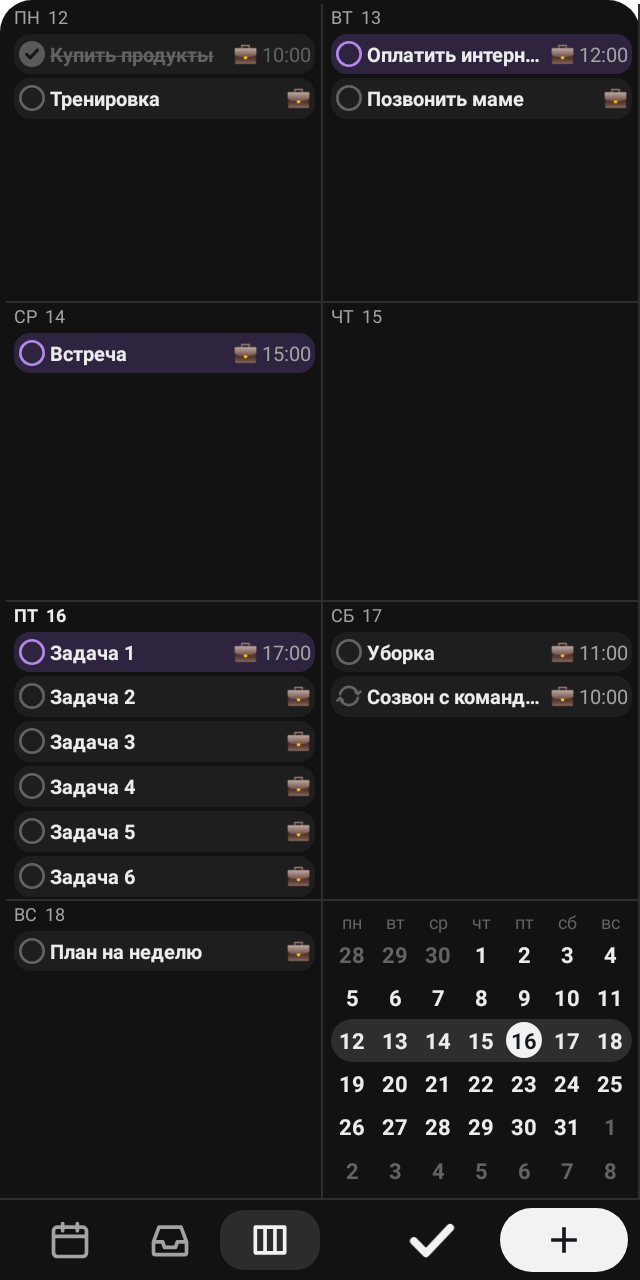 ПН 12
Купить продукты 10:00
Тренировка
ВТ 13
Оплатить интерн... 12:00
Позвонить маме
СР 14
Встреча 15:00
ЧТ 15
ПТ 16
Задача 1 17:00
Задача 2
Задача 3
Задача 4
Задача 5
Задача 6
СБ 17
Уборка 11:00
Созвон с команд... 10:00
ВС 18
План на неделю
пн вт ср чт пт сб вс
28 29 30 1 2 3 4
5 6 7 8 9 10 11
12 13 14 15 16 17 18
19 20 21 22 23 24 25
26 27 28 29 30 31 1
2 3 4 5 6 7 8